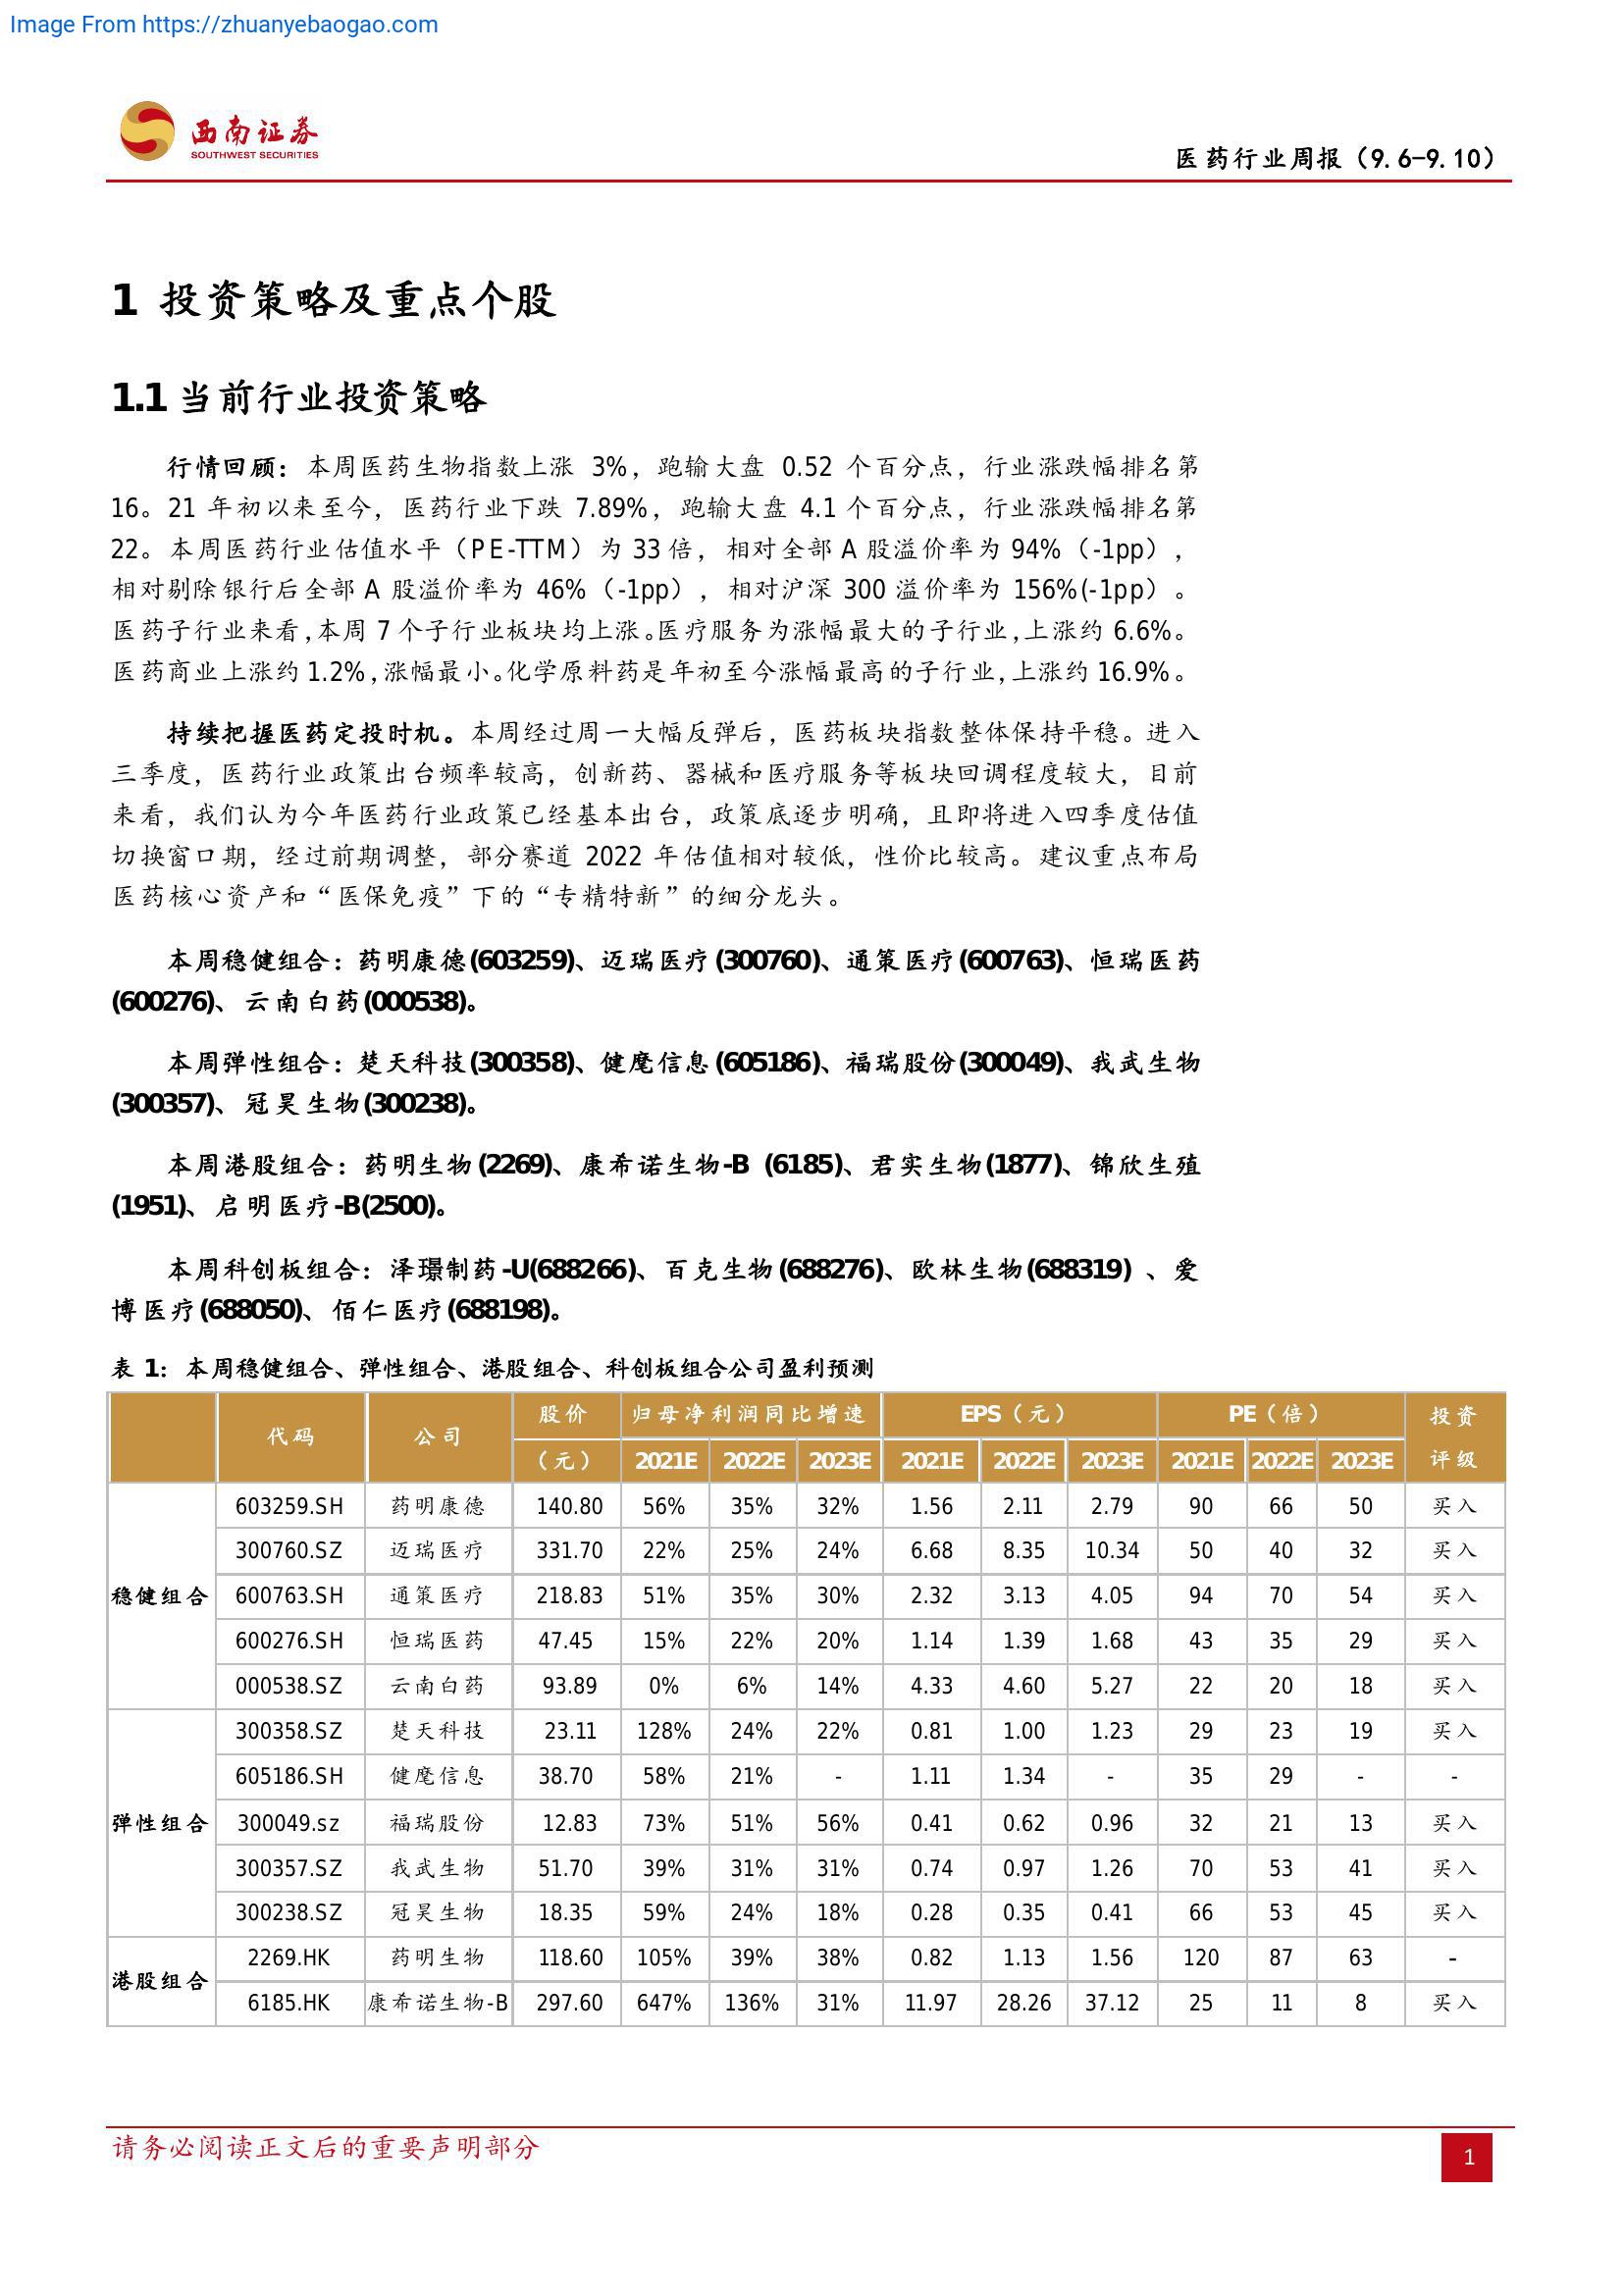 Image From https://zhuanyebaogao.com
西南证券
SOUTHWEST SECURITIES
医药行业周报（9.6-9.10）
1 投资策略及重点个股
1.1 当前行业投资策略
行情回顾：本周医药生物指数上涨 3%，跑输大盘 0.52 个百分点，行业涨跌幅排名第
16。21 年初以来至今，医药行业下跌 7.89%，跑输大盘 4.1 个百分点，行业涨跌幅排名第
22。本周医药行业估值水平（PE-TTM）为 33 倍，相对全部 A 股溢价率为 94%（-1pp），
相对剔除银行后全部 A 股溢价率为 46%（-1pp），相对沪深 300 溢价率为 156%(-1pp）。
医药子行业来看，本周 7 个子行业板块均上涨。医疗服务为涨幅最大的子行业，上涨约 6.6%。
医药商业上涨约 1.2%，涨幅最小。化学原料药是年初至今涨幅最高的子行业，上涨约 16.9%。
持续把握医药定投时机。本周经过周一大幅反弹后，医药板块指数整体保持平稳。进入
三季度，医药行业政策出台频率较高，创新药、器械和医疗服务等板块回调程度较大，目前
来看，我们认为今年医药行业政策已经基本出台，政策底逐步明确，且即将进入四季度估值
切换窗口期，经过前期调整，部分赛道 2022 年估值相对较低，性价比较高。建议重点布局
医药核心资产和“医保免疫”下的“专精特新”的细分龙头。
本周稳健组合：药明康德(603259)、迈瑞医疗(300760)、通策医疗(600763)、恒瑞医药
(600276)、云南白药(000538)。
本周弹性组合：楚天科技(300358)、健麾信息(605186)、福瑞股份(300049)、我武生物
(300357)、冠昊生物(300238)。
本周港股组合：药明生物(2269)、康希诺生物-B (6185)、君实生物(1877)、锦欣生殖
(1951)、启明医疗-B(2500)。
本周科创板组合：泽璟制药-U(688266)、百克生物(688276)、欧林生物(688319) 、爱
博医疗(688050)、佰仁医疗(688198)。
表 1：本周稳健组合、弹性组合、港股组合、科创板组合公司盈利预测
代码 公司 股价（元） 归母净利润同比增速 EPS（元） PE（倍） 投资评级
2021E 2022E 2023E 2021E 2022E 2023E 2021E 2022E 2023E
稳健组合
603259.SH 药明康德 140.80 56% 35% 32% 1.56 2.11 2.79 90 66 50 买入
300760.SZ 迈瑞医疗 331.70 22% 25% 24% 6.68 8.35 10.34 50 40 32 买入
600763.SH 通策医疗 218.83 51% 35% 30% 2.32 3.13 4.05 94 70 54 买入
600276.SH 恒瑞医药 47.45 15% 22% 20% 1.14 1.39 1.68 43 35 29 买入
000538.SZ 云南白药 93.89 0% 6% 14% 4.33 4.60 5.27 22 20 18 买入
弹性组合
300358.SZ 楚天科技 23.11 128% 24% 22% 0.81 1.00 1.23 29 23 19 买入
605186.SH 健麾信息 38.70 58% 21% - 1.11 1.34 - 35 29 - -
300049.sz 福瑞股份 12.83 73% 51% 56% 0.41 0.62 0.96 32 21 13 买入
300357.SZ 我武生物 51.70 39% 31% 31% 0.74 0.97 1.26 70 53 41 买入
300238.SZ 冠昊生物 18.35 59% 24% 18% 0.28 0.35 0.41 66 53 45 买入
港股组合
2269.HK 药明生物 118.60 105% 39% 38% 0.82 1.13 1.56 120 87 63 -
6185.HK 康希诺生物-B 297.60 647% 136% 31% 11.97 28.26 37.12 25 11 8 买入
请务必阅读正文后的重要声明部分
1